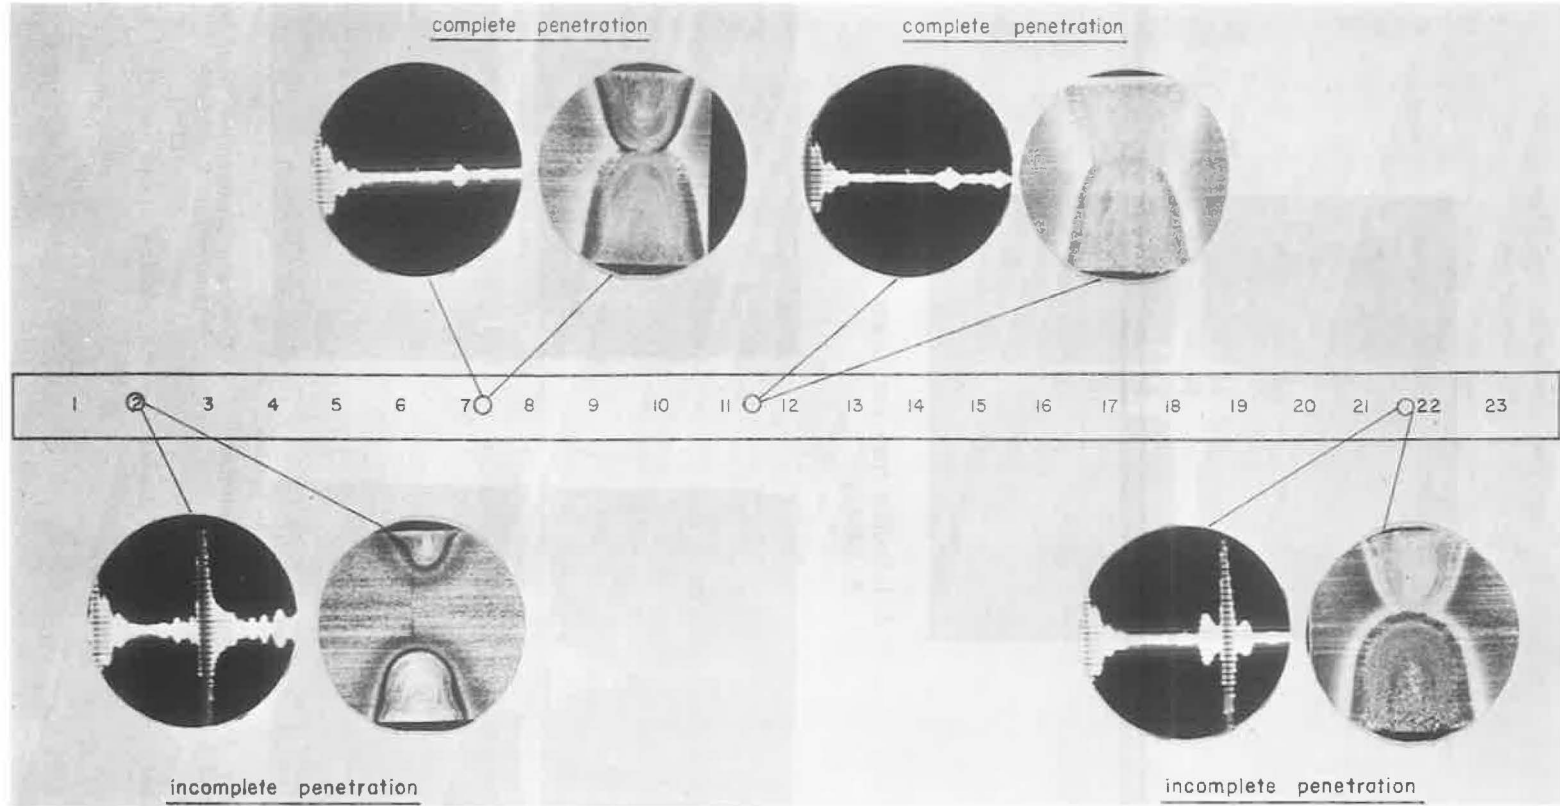 complete penetration
complete penetration
1 2 3 4 5 6 7 8 9 10 11 12 13 14 15 16 17 18 19 20 21 22 23
incomplete penetration
incomplete penetration